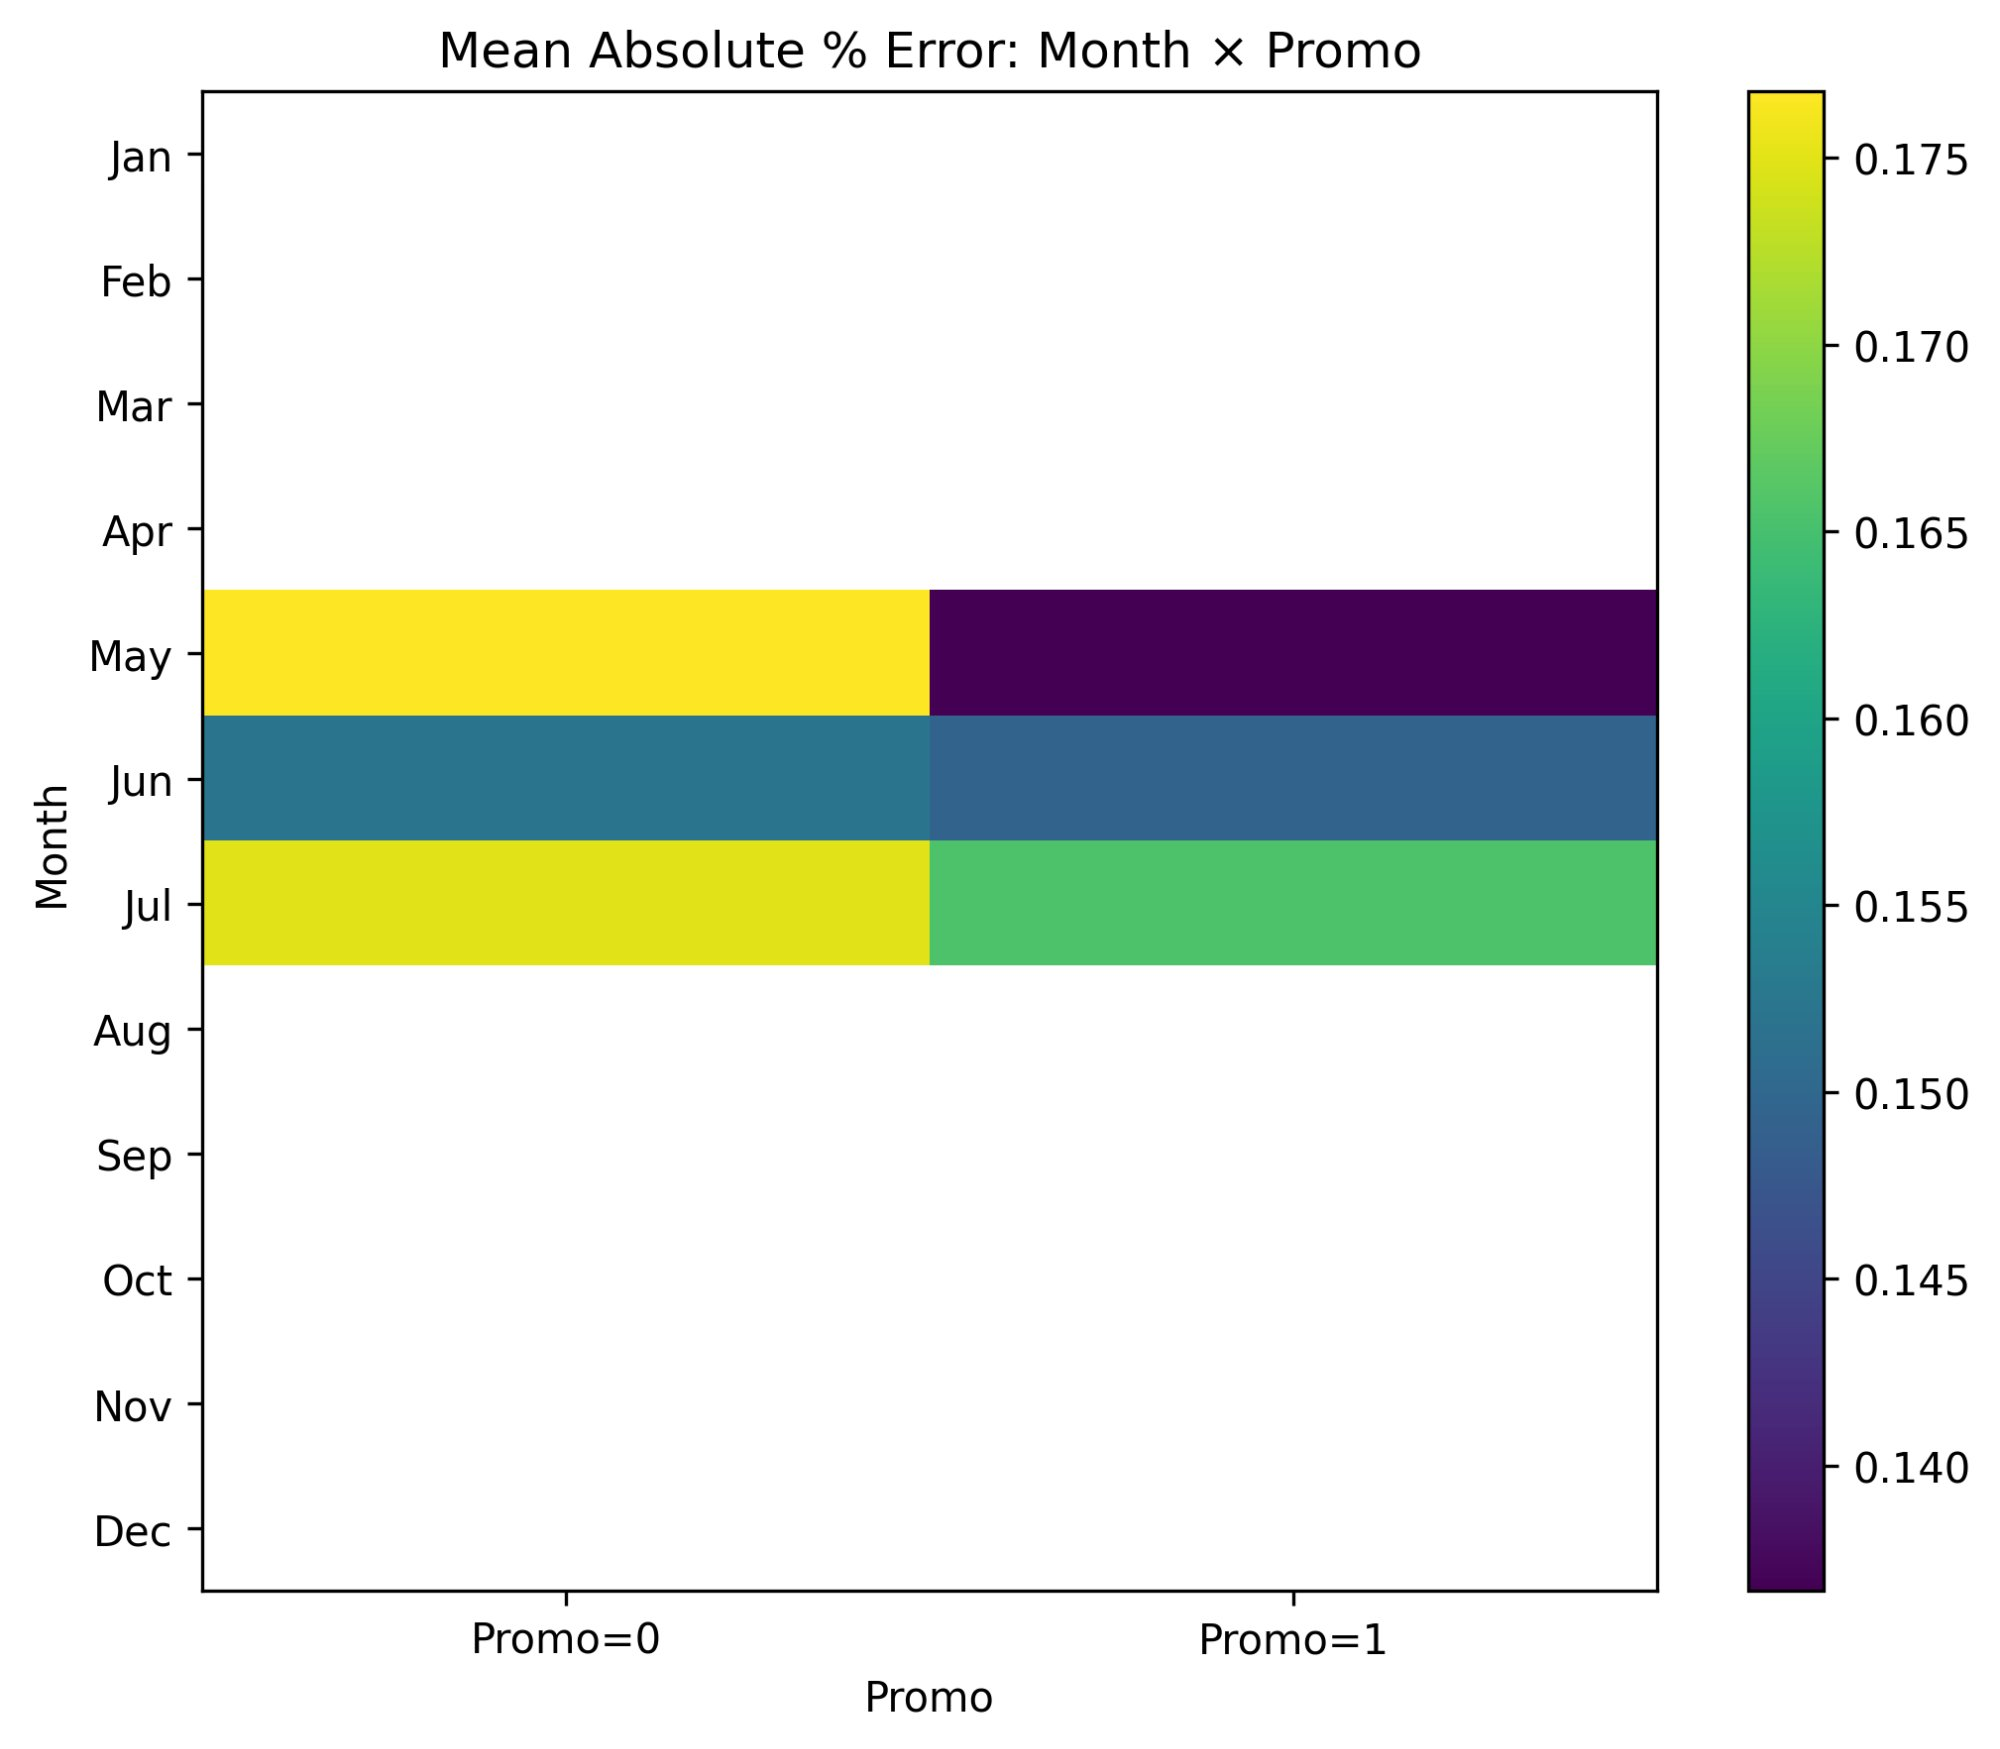 Mean Absolute % Error: Month × Promo
Jan
Feb
Mar
Apr
May
Jun
Jul
Aug
Sep
Oct
Nov
Dec
Month
Promo=0
Promo=1
Promo
0.175
0.170
0.165
0.160
0.155
0.150
0.145
0.140